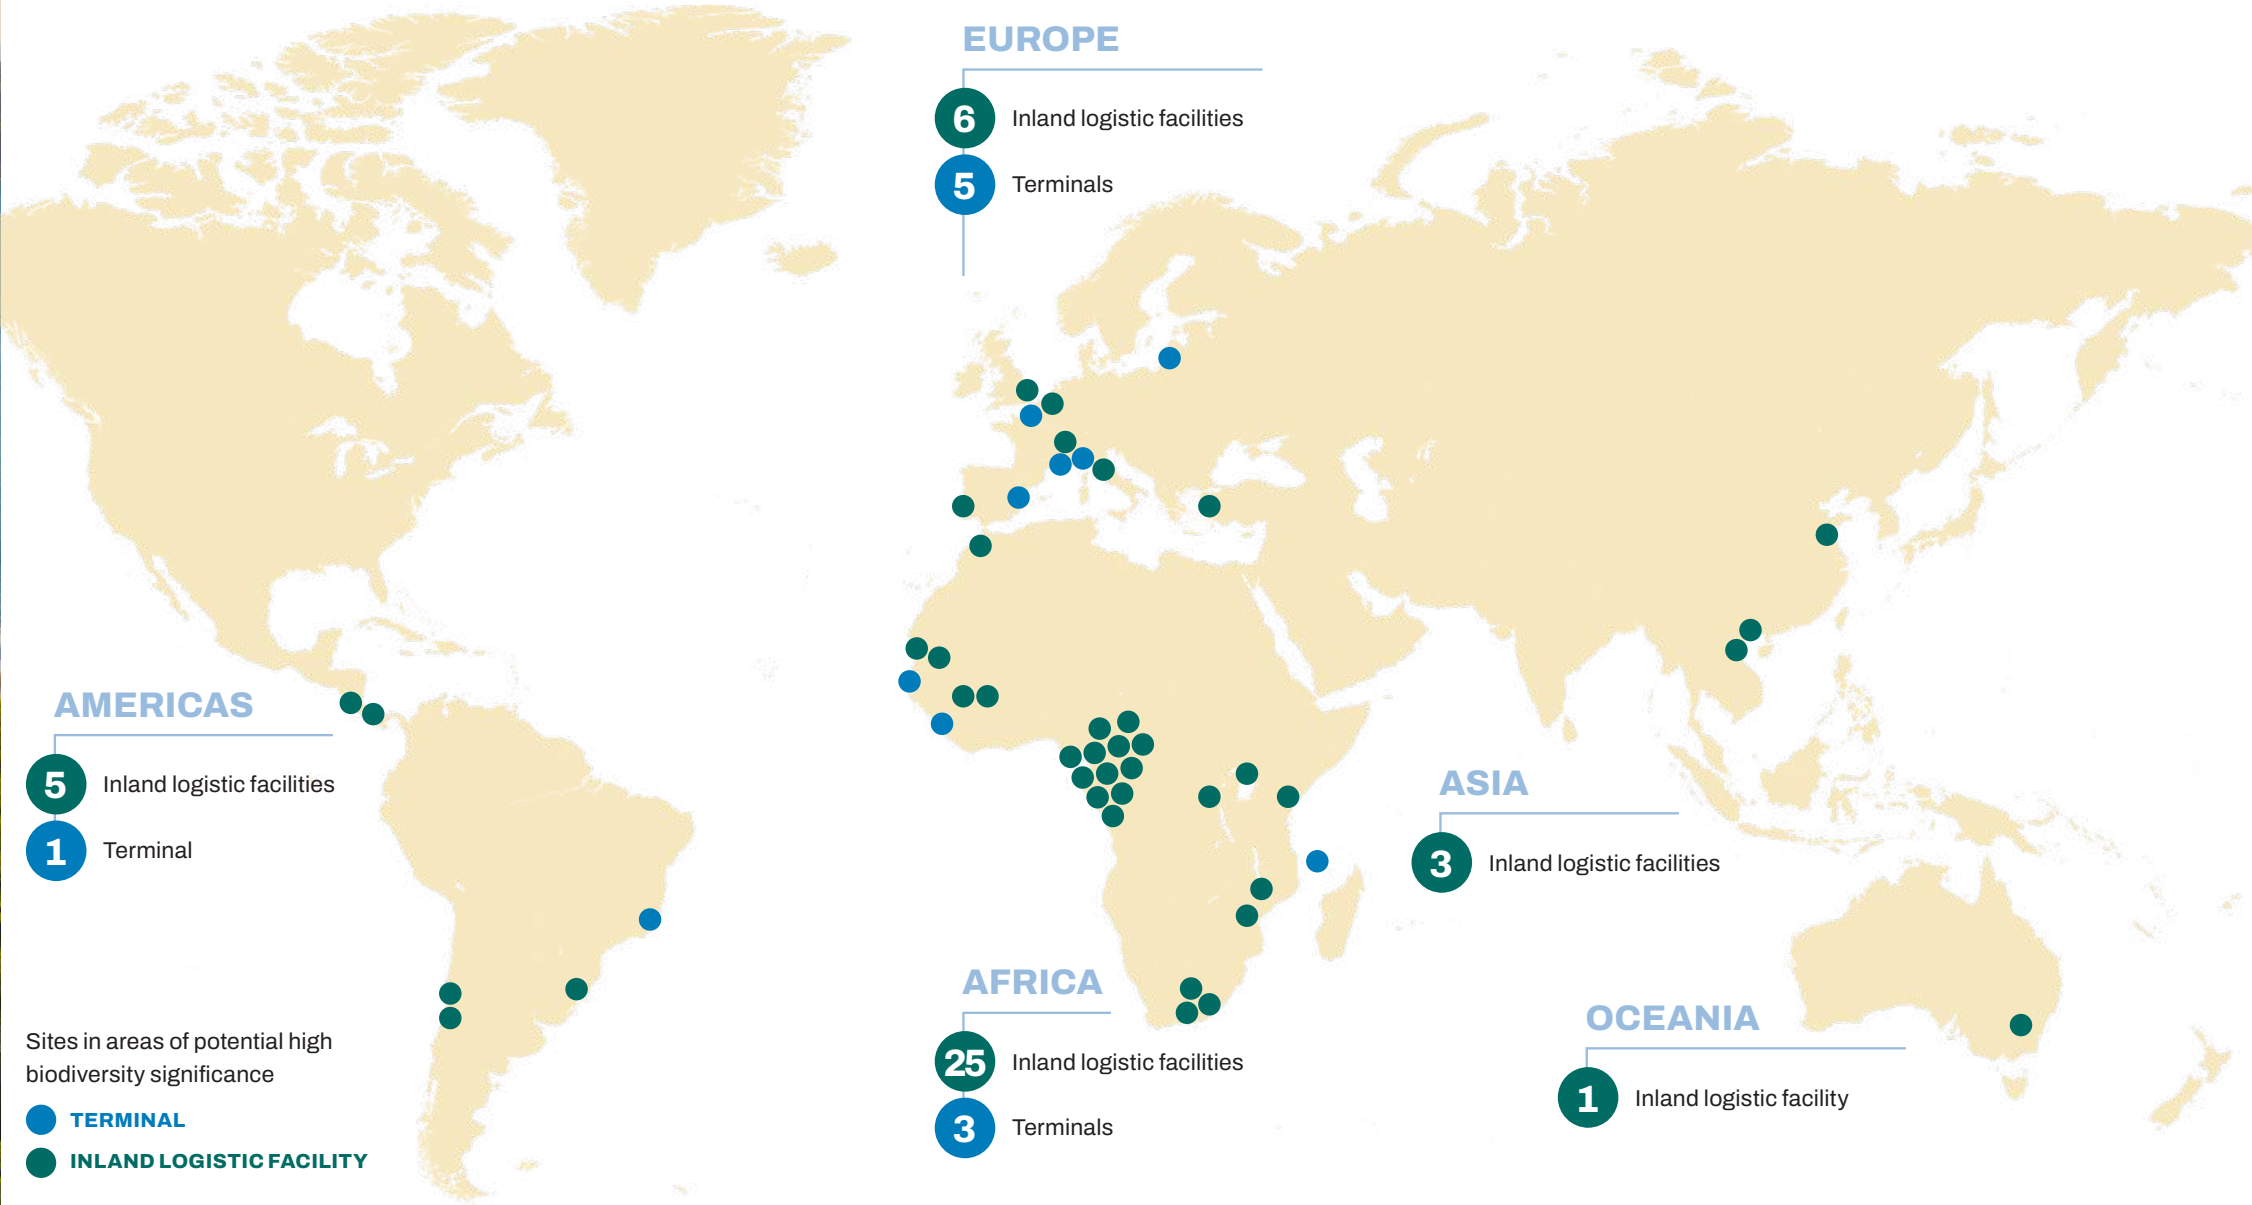 EUROPE
6 Inland logistic facilities
5 Terminals
AMERICAS
5 Inland logistic facilities
1 Terminal
ASIA
3 Inland logistic facilities
AFRICA
25 Inland logistic facilities
3 Terminals
OCEANIA
1 Inland logistic facility
Sites in areas of potential high
biodiversity significance
TERMINAL
INLAND LOGISTIC FACILITY